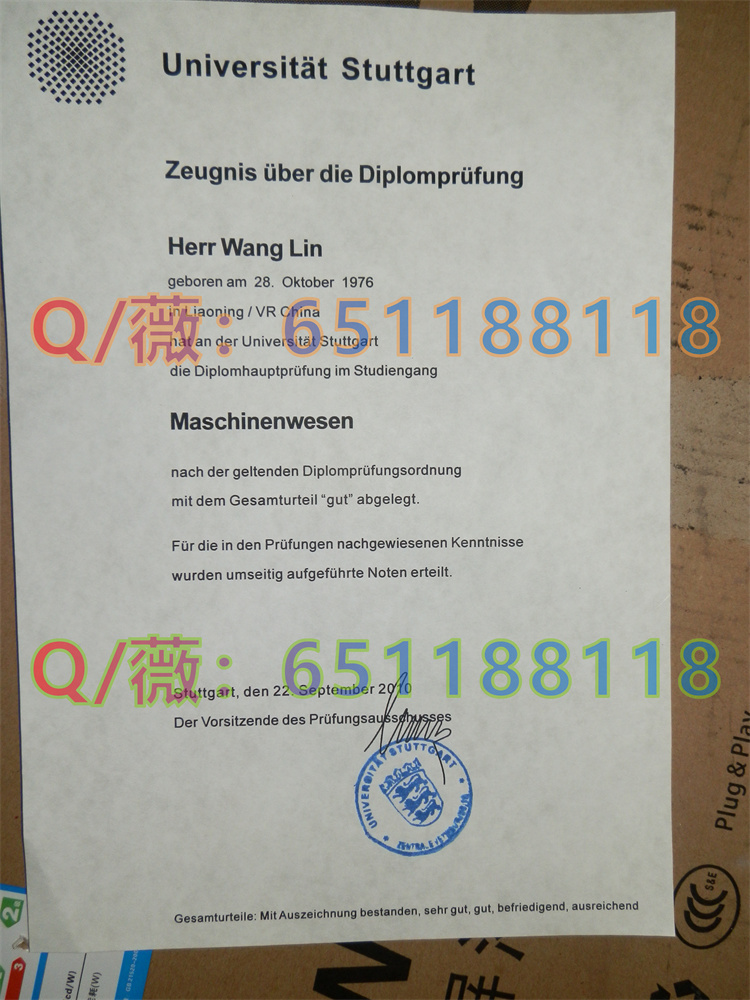 Universität Stuttgart
Zeugnis über die Diplomprüfung
Herr Wang Lin
geboren am 28. Oktober 1976
in Liaoning / VR China
Q/薇：651188118
hat an der Universität Stuttgart
die Diplomhauptprüfung im Studiengang
Maschinenwesen
nach der geltenden Diplomprüfungsordnung
mit dem Gesamturteil “gut” abgelegt.
Für die in den Prüfungen nachgewiesenen Kenntnisse
wurden umseitig aufgeführte Noten erteilt.
Q/薇：651188118
Stuttgart, den 22. September 2010
Der Vorsitzende des Prüfungsausschusses
UNIVERSITÄT STUTTGART
Gesamturteile: Mit Auszeichnung bestanden, sehr gut, gut, befriedigend, ausreichend
Plug & Play
S&E
2
3
cd/W)